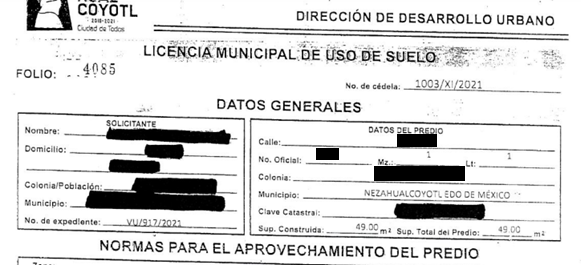 COYOTL
2019-2021
Ciudad de Todos
DIRECCIÓN DE DESARROLLO URBANO
LICENCIA MUNICIPAL DE USO DE SUELO
FOLIO: 4085
No. de cédela: 1003/XI/2021
DATOS GENERALES
SOLICITANTE
Nombre:
Domicilio:
Colonia/Población:
Municipio:
No. de expediente: VU/917/2021
DATOS DEL PREDIO
Calle:
No. Oficial: Mz.: 1 Lt: 1
Colonia:
Municipio NEZAHUALCOYOTL EDO DE MÉXICO
Clave Catastral:
Sup. Construida: 49.00 m² Sup. Total del Predio: 49.00 m²
NORMAS PARA EL APROVECHAMIENTO DEL PREDIO